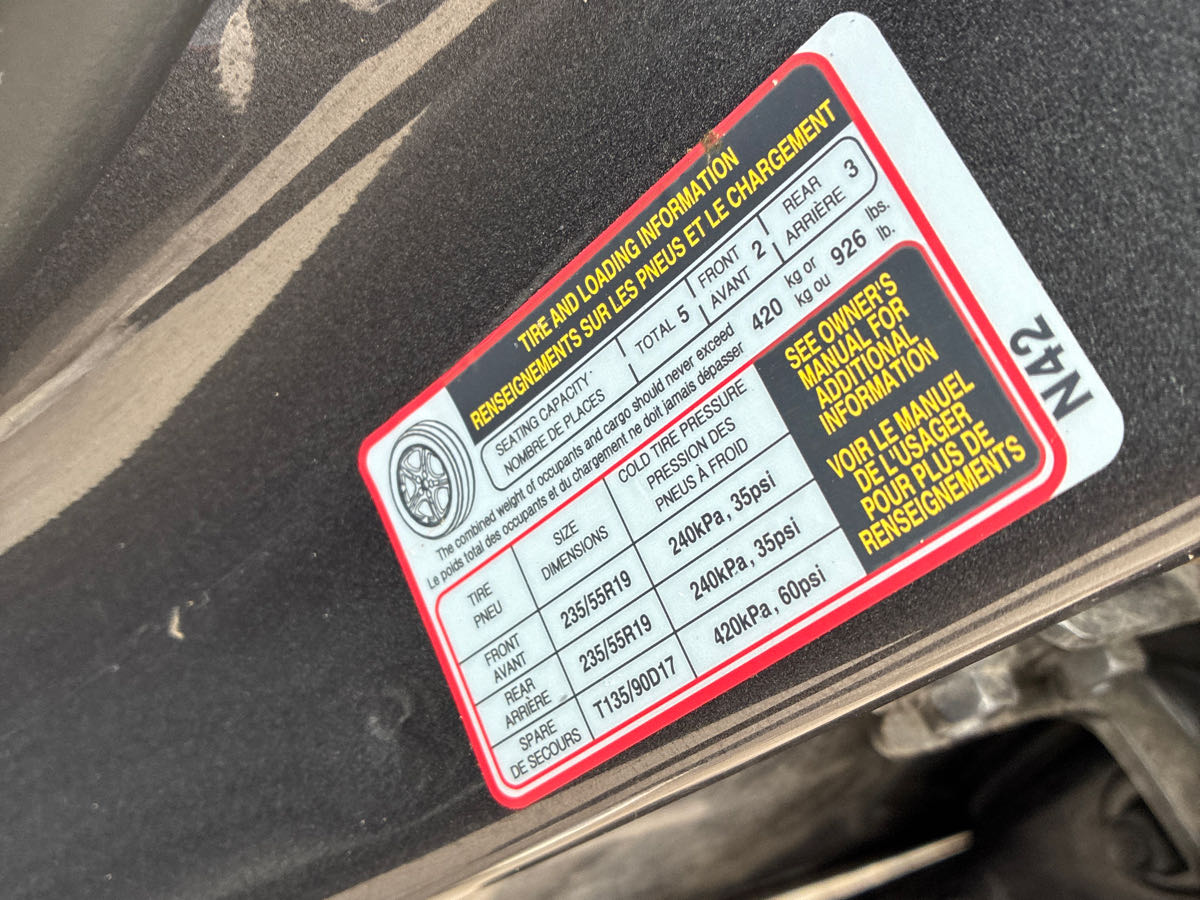 TIRE AND LOADING INFORMATION
RENSEIGNEMENTS SUR LES PNEUS ET LE CHARGEMENT
SEATING CAPACITY
NOMBRE DE PLACES
TOTAL 5
FRONT
AVANT 2
REAR
ARRIÈRE 3
The combined weight of occupants and cargo should never exceed 420 kg or 926 lbs.
Le poids total des occupants et du chargement ne doit jamais dépasser kg ou lb.
TIRE
PNEU
SIZE
DIMENSIONS
COLD TIRE PRESSURE
PRESSION DES
PNEUS À FROID
FRONT
AVANT
235/55R19
240kPa, 35psi
REAR
ARRIÈRE
235/55R19
240kPa, 35psi
SPARE
DE SECOURS
T135/90D17
420kPa, 60psi
SEE OWNER'S
MANUAL FOR
ADDITIONAL
INFORMATION
VOIR LE MANUEL
DE L'USAGER
POUR PLUS DE
RENSEIGNEMENTS
N42